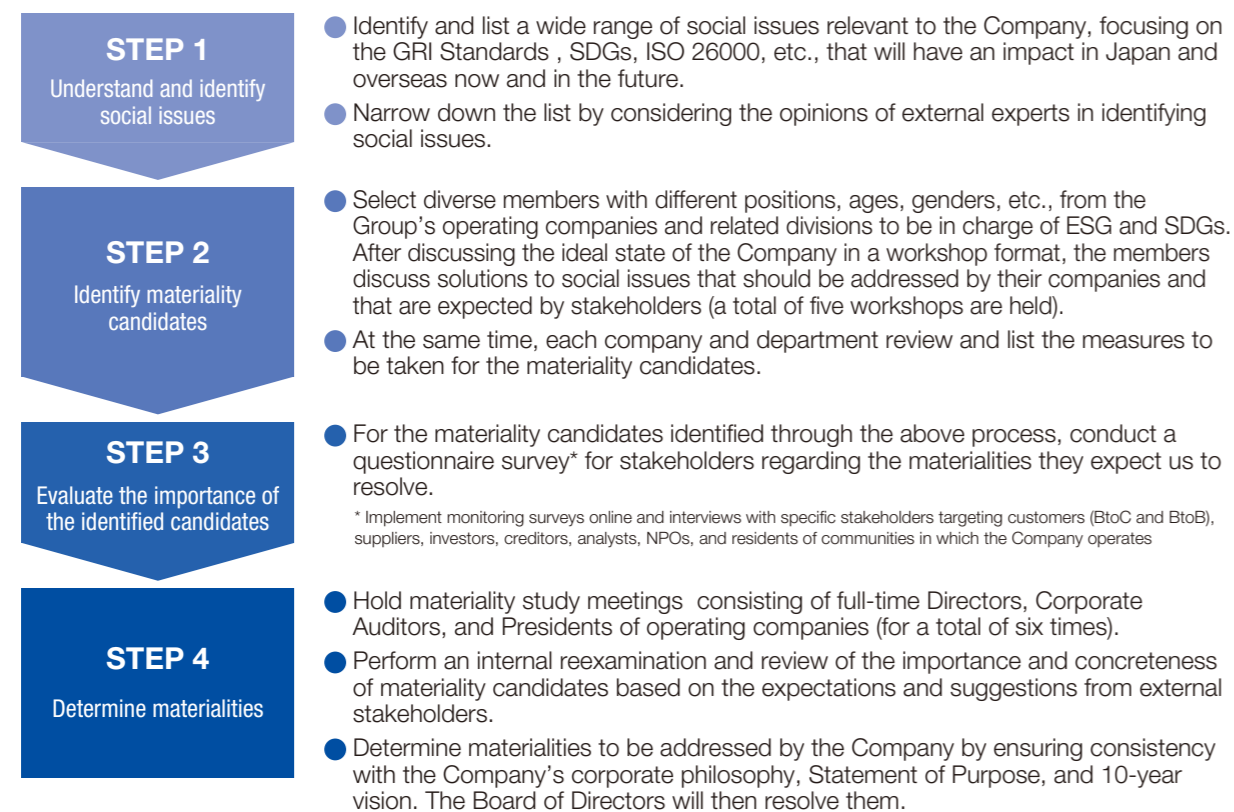 STEP 1
Understand and identify
social issues
● Identify and list a wide range of social issues relevant to the Company, focusing on
the GRI Standards , SDGs, ISO 26000, etc., that will have an impact in Japan and
overseas now and in the future.
● Narrow down the list by considering the opinions of external experts in identifying
social issues.
STEP 2
Identify materiality
candidates
● Select diverse members with different positions, ages, genders, etc., from the
Group's operating companies and related divisions to be in charge of ESG and SDGs.
After discussing the ideal state of the Company in a workshop format, the members
discuss solutions to social issues that should be addressed by their companies and
that are expected by stakeholders (a total of five workshops are held).
● At the same time, each company and department review and list the measures to
be taken for the materiality candidates.
STEP 3
Evaluate the importance of
the identified candidates
● For the materiality candidates identified through the above process, conduct a
questionnaire survey* for stakeholders regarding the materialities they expect us to
resolve.
* Implement monitoring surveys online and interviews with specific stakeholders targeting customers (BtoC and BtoB),
suppliers, investors, creditors, analysts, NPOs, and residents of communities in which the Company operates
STEP 4
Determine materialities
● Hold materiality study meetings consisting of full-time Directors, Corporate
Auditors, and Presidents of operating companies (for a total of six times).
● Perform an internal reexamination and review of the importance and concreteness
of materiality candidates based on the expectations and suggestions from external
stakeholders.
● Determine materialities to be addressed by the Company by ensuring consistency
with the Company's corporate philosophy, Statement of Purpose, and 10-year
vision. The Board of Directors will then resolve them.